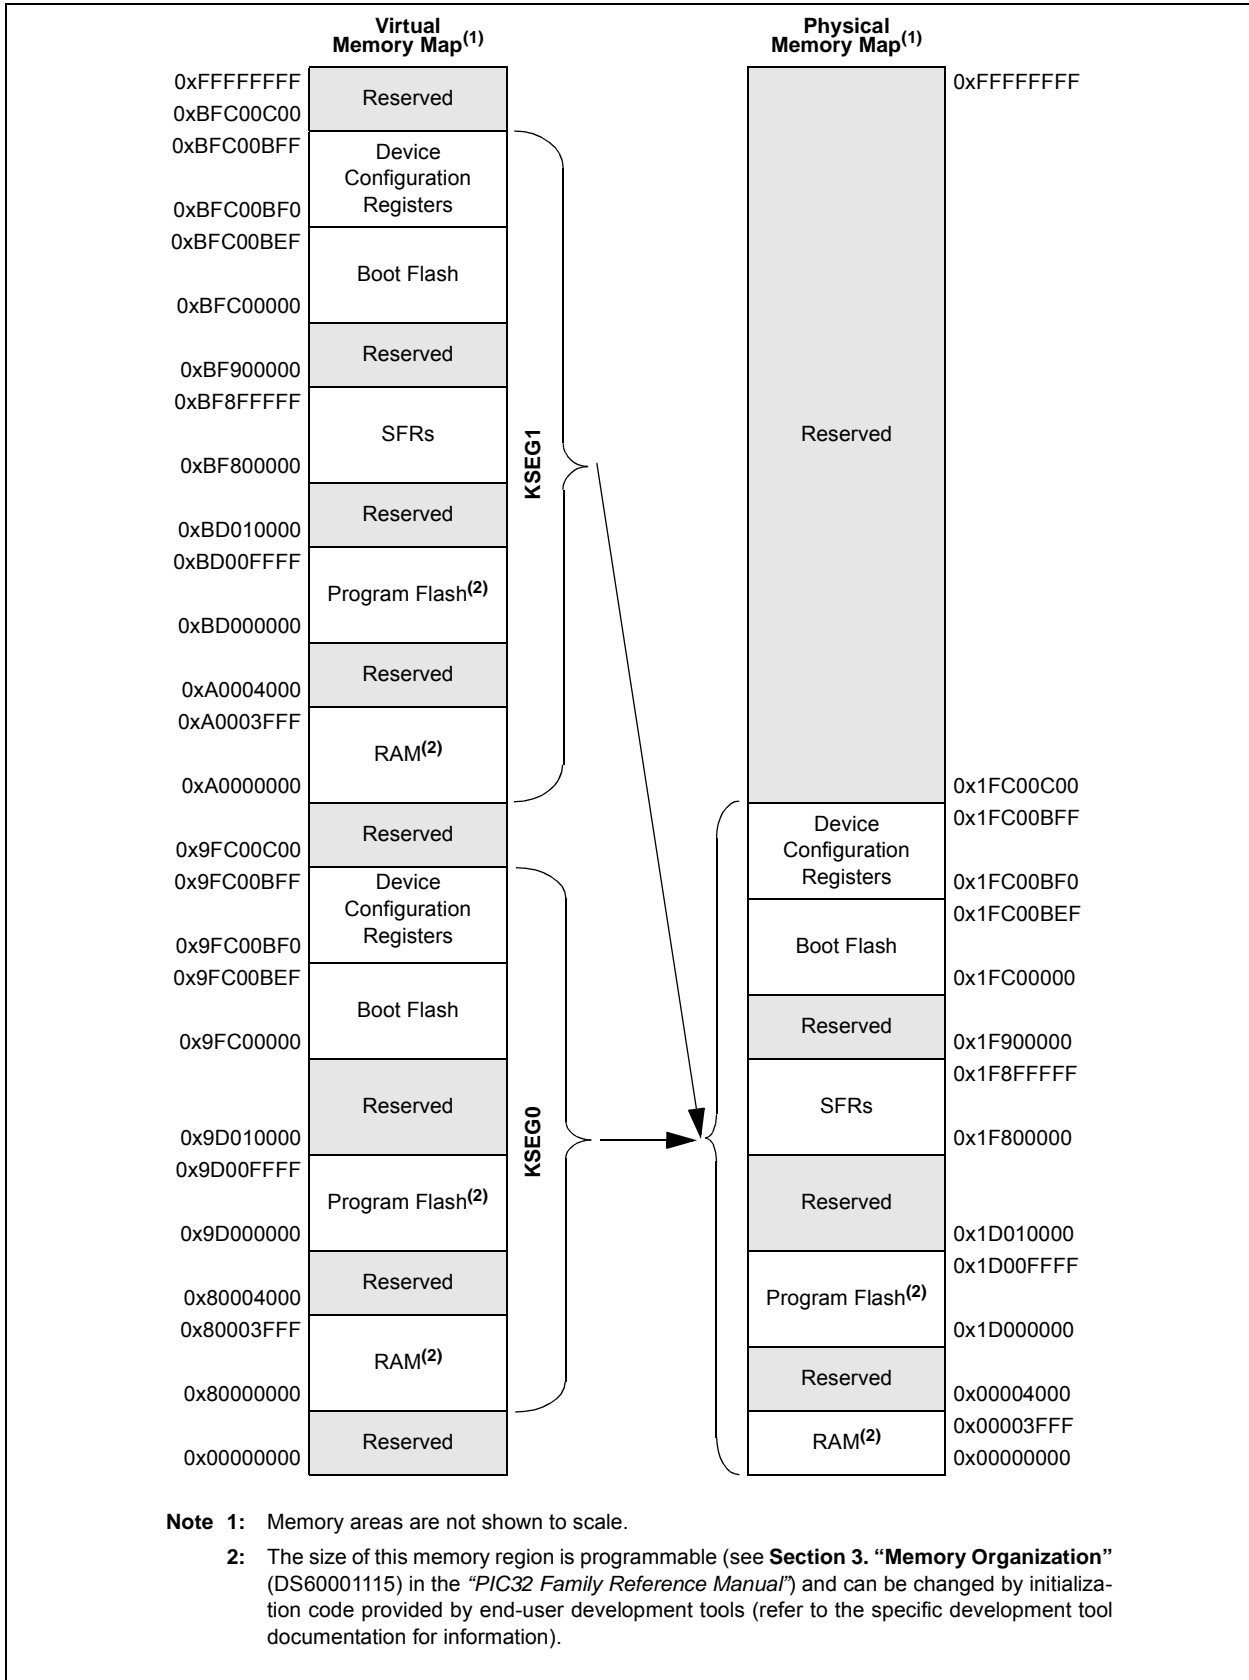 Virtual
Memory Map(1)
0xFFFFFFFF
Reserved
0xBFC00C00
0xBFC00BFF
Device
Configuration
Registers
0xBFC00BF0
0xBFC00BEF
Boot Flash
0xBFC00000
Reserved
0xBF900000
0xBF8FFFFF
SFRs
0xBF800000
Reserved
0xBD010000
0xBD00FFFF
Program Flash(2)
0xBD000000
Reserved
0xA0004000
0xA0003FFF
RAM(2)
0xA0000000
KSEG1
Reserved
0x9FC00C00
0x9FC00BFF
Device
Configuration
Registers
0x9FC00BF0
0x9FC00BEF
Boot Flash
0x9FC00000
Reserved
0x9D010000
0x9D00FFFF
Program Flash(2)
0x9D000000
Reserved
0x80004000
0x80003FFF
RAM(2)
0x80000000
KSEG0
Reserved
0x00000000
Physical
Memory Map(1)
0xFFFFFFFF
Reserved
0x1FC00C00
0x1FC00BFF
Device
Configuration
Registers
0x1FC00BF0
0x1FC00BEF
Boot Flash
0x1FC00000
Reserved
0x1F900000
0x1F8FFFFF
SFRs
0x1F800000
Reserved
0x1D010000
0x1D00FFFF
Program Flash(2)
0x1D000000
Reserved
0x00004000
0x00003FFF
RAM(2)
0x00000000
Note 1: Memory areas are not shown to scale.
2: The size of this memory region is programmable (see Section 3. “Memory Organization”
(DS60001115) in the “PIC32 Family Reference Manual”) and can be changed by initializa-
tion code provided by end-user development tools (refer to the specific development tool
documentation for information).